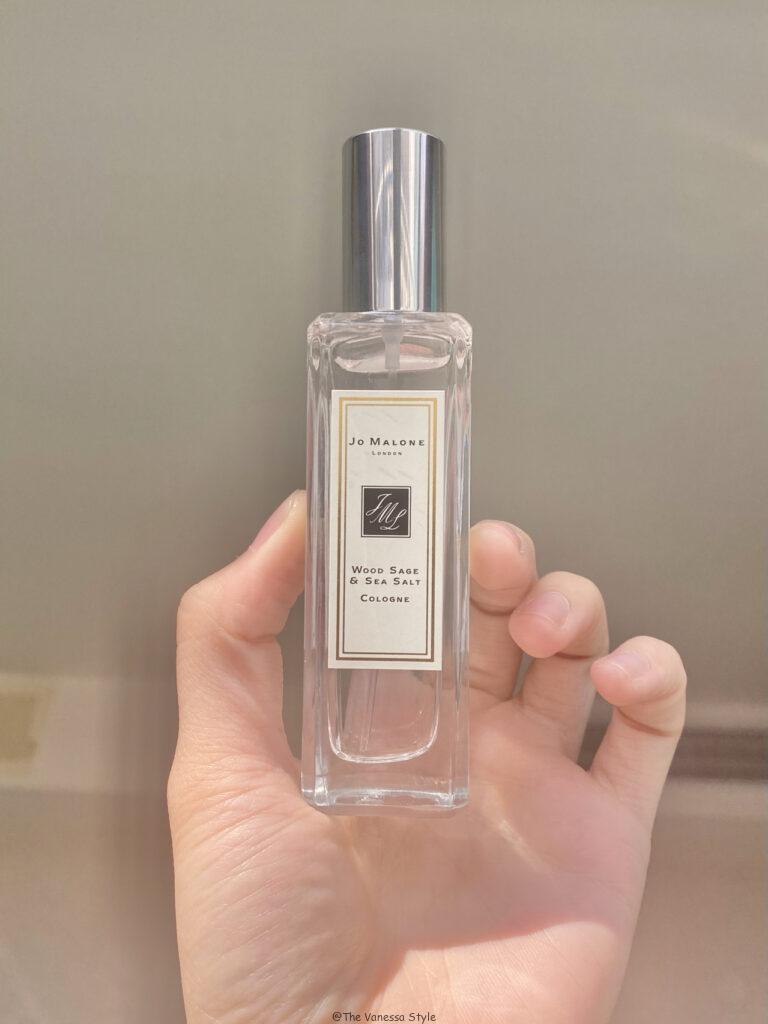 Jo Malone
London
JML
Wood Sage
& Sea Salt
Cologne
@The Vanessa Style